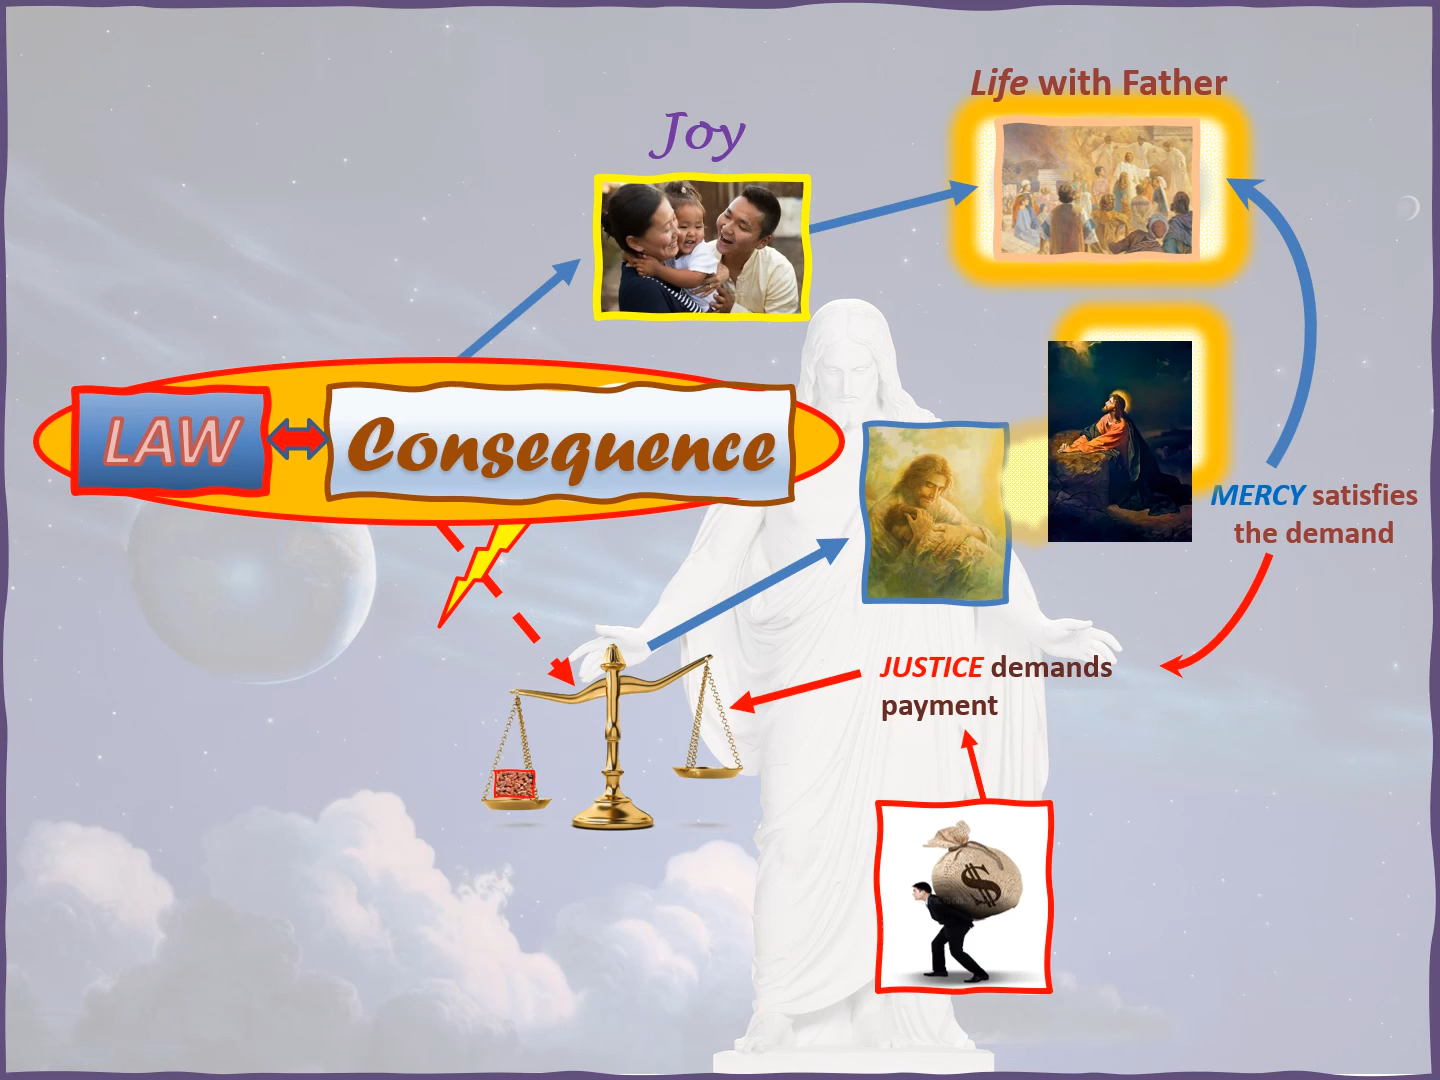 Life with Father
Joy
LAW
Consequence
MERCY satisfies
the demand
JUSTICE demands
payment
$